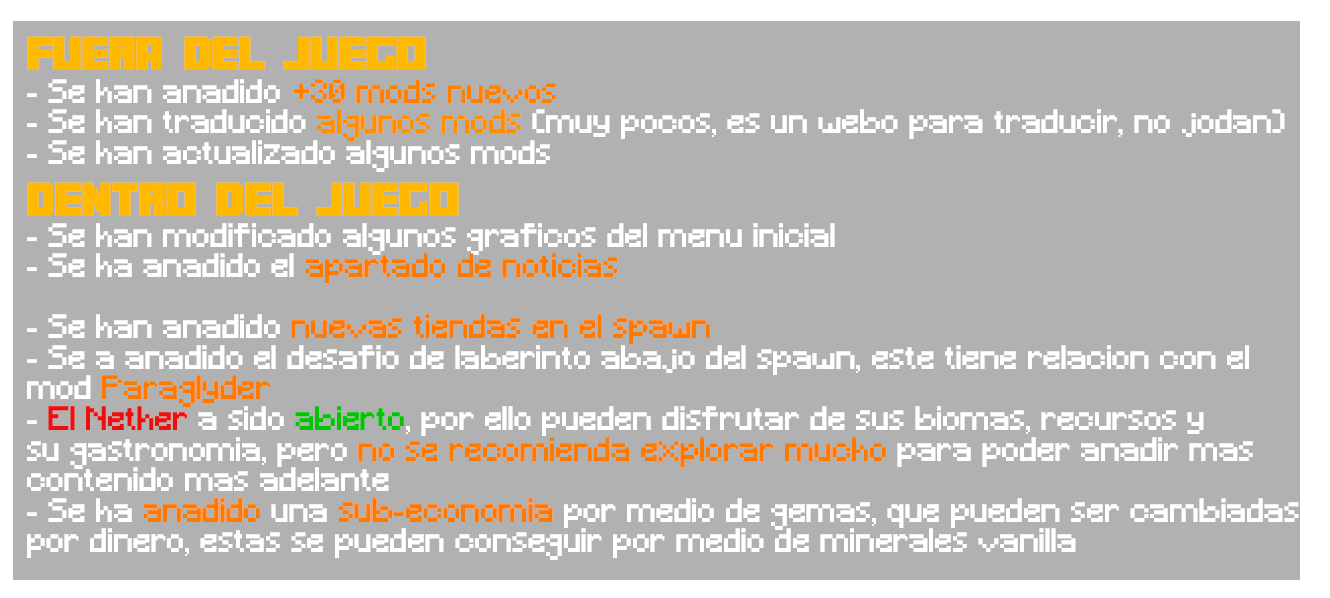 FUERA DEL JUEGO
- Se han anadido +30 mods nuevos
- Se han traducido algunos mods (muy pocos, es un webo para traducir, no jodan)
- Se han actualizado algunos mods
DENTRO DEL JUEGO
- Se han modificado algunos graficos del menu inicial
- Se ha anadido el apartado de noticias
- Se han anadido nuevas tiendas en el spawn
- Se a anadido el desafio de laberinto abajo del spawn, este tiene relacion con el
mod Paraglyder
- El Nether a sido abierto, por ello pueden disfrutar de sus biomas, recursos y
su gastronomia, pero no se recomienda explorar mucho para poder anadir mas
contenido mas adelante
- Se ha anadido una sub-economia por medio de gemas, que pueden ser cambiadas
por dinero, estas se pueden conseguir por medio de minerales vanilla